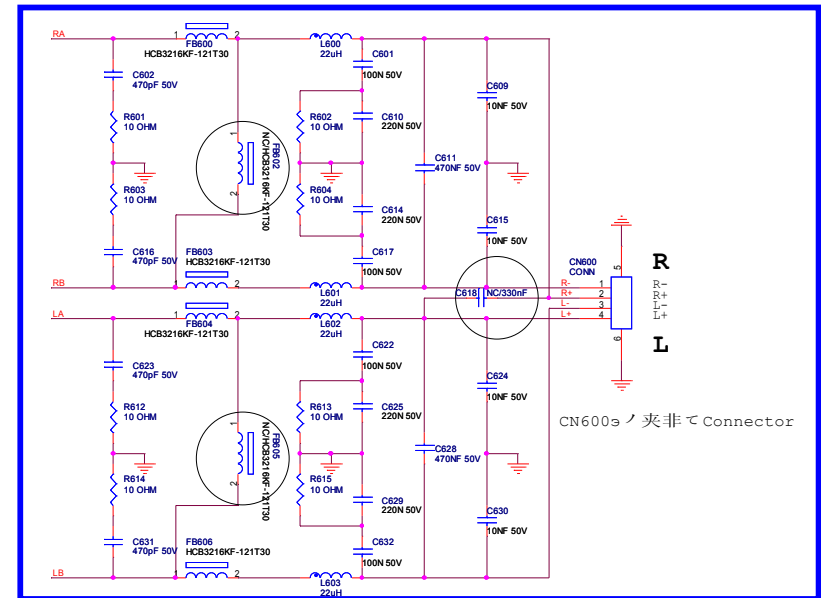 RA
1
2
FB600
HCB3216KF-121T30
L600
22uH
C601
100N 50V
C602
470pF 50V
C609
10NF 50V
R601
10 OHM
R602
10 OHM
C610
220N 50V
1
2
FB602
NC/HCB3216KF-121T30
C611
470NF 50V
R603
10 OHM
R604
10 OHM
C614
220N 50V
C615
10NF 50V
C616
470pF 50V
FB603
HCB3216KF-121T30
C617
100N 50V
CN600
CONN
5
R
RB
1
2
L601
22uH
C618
NC/330nF
R-
1
R-
R+
2
R+
L-
3
L-
L+
4
L+
LA
1
2
FB604
HCB3216KF-121T30
L602
22uH
6
L
C622
100N 50V
C623
470pF 50V
C624
10NF 50V
R612
10 OHM
R613
10 OHM
C625
220N 50V
CN600
Connector
1
2
FB605
NC/HCB3216KF-121T30
C628
470NF 50V
R614
10 OHM
R615
10 OHM
C629
220N 50V
C630
10NF 50V
C631
470pF 50V
FB606
HCB3216KF-121T30
C632
100N 50V
LB
1
2
L603
22uH